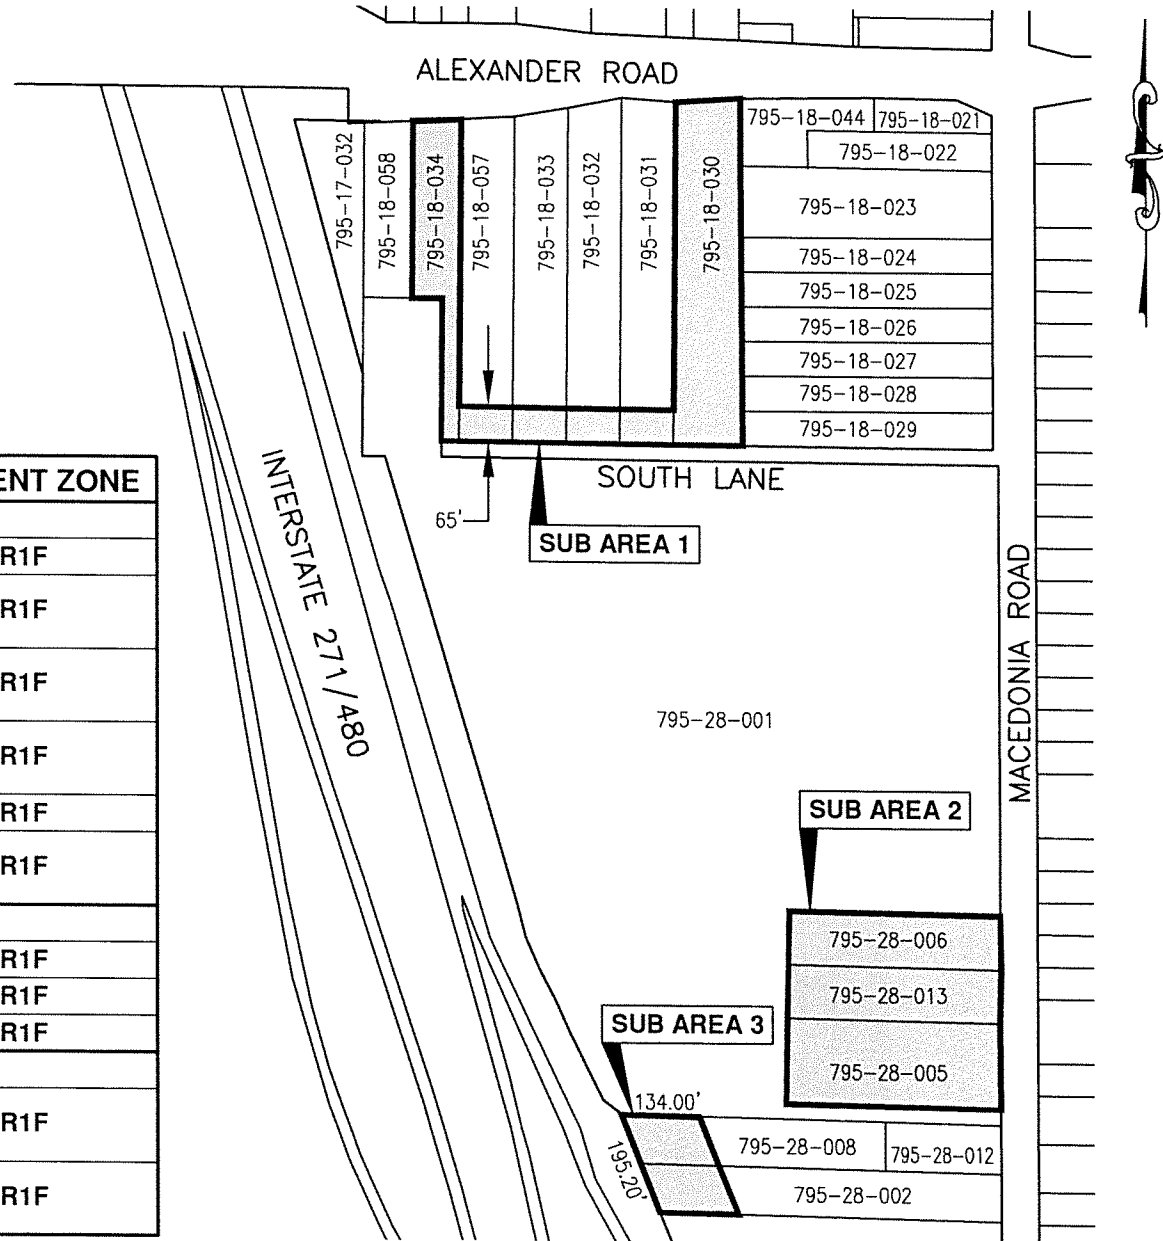 ALEXANDER ROAD
795-17-032
795-18-058
795-18-034
795-18-057
795-18-033
795-18-032
795-18-031
795-18-030
795-18-044
795-18-021
795-18-022
795-18-023
795-18-024
795-18-025
795-18-026
795-18-027
795-18-028
795-18-029
SOUTH LANE
65'
SUB AREA 1
INTERSTATE 271/480
MACEDONIA ROAD
795-28-001
SUB AREA 2
795-28-006
795-28-013
795-28-005
SUB AREA 3
134.00'
195.20'
795-28-008
795-28-012
795-28-002
ENT ZONE
R1F
R1F
R1F
R1F
R1F
R1F
R1F
R1F
R1F
R1F
R1F